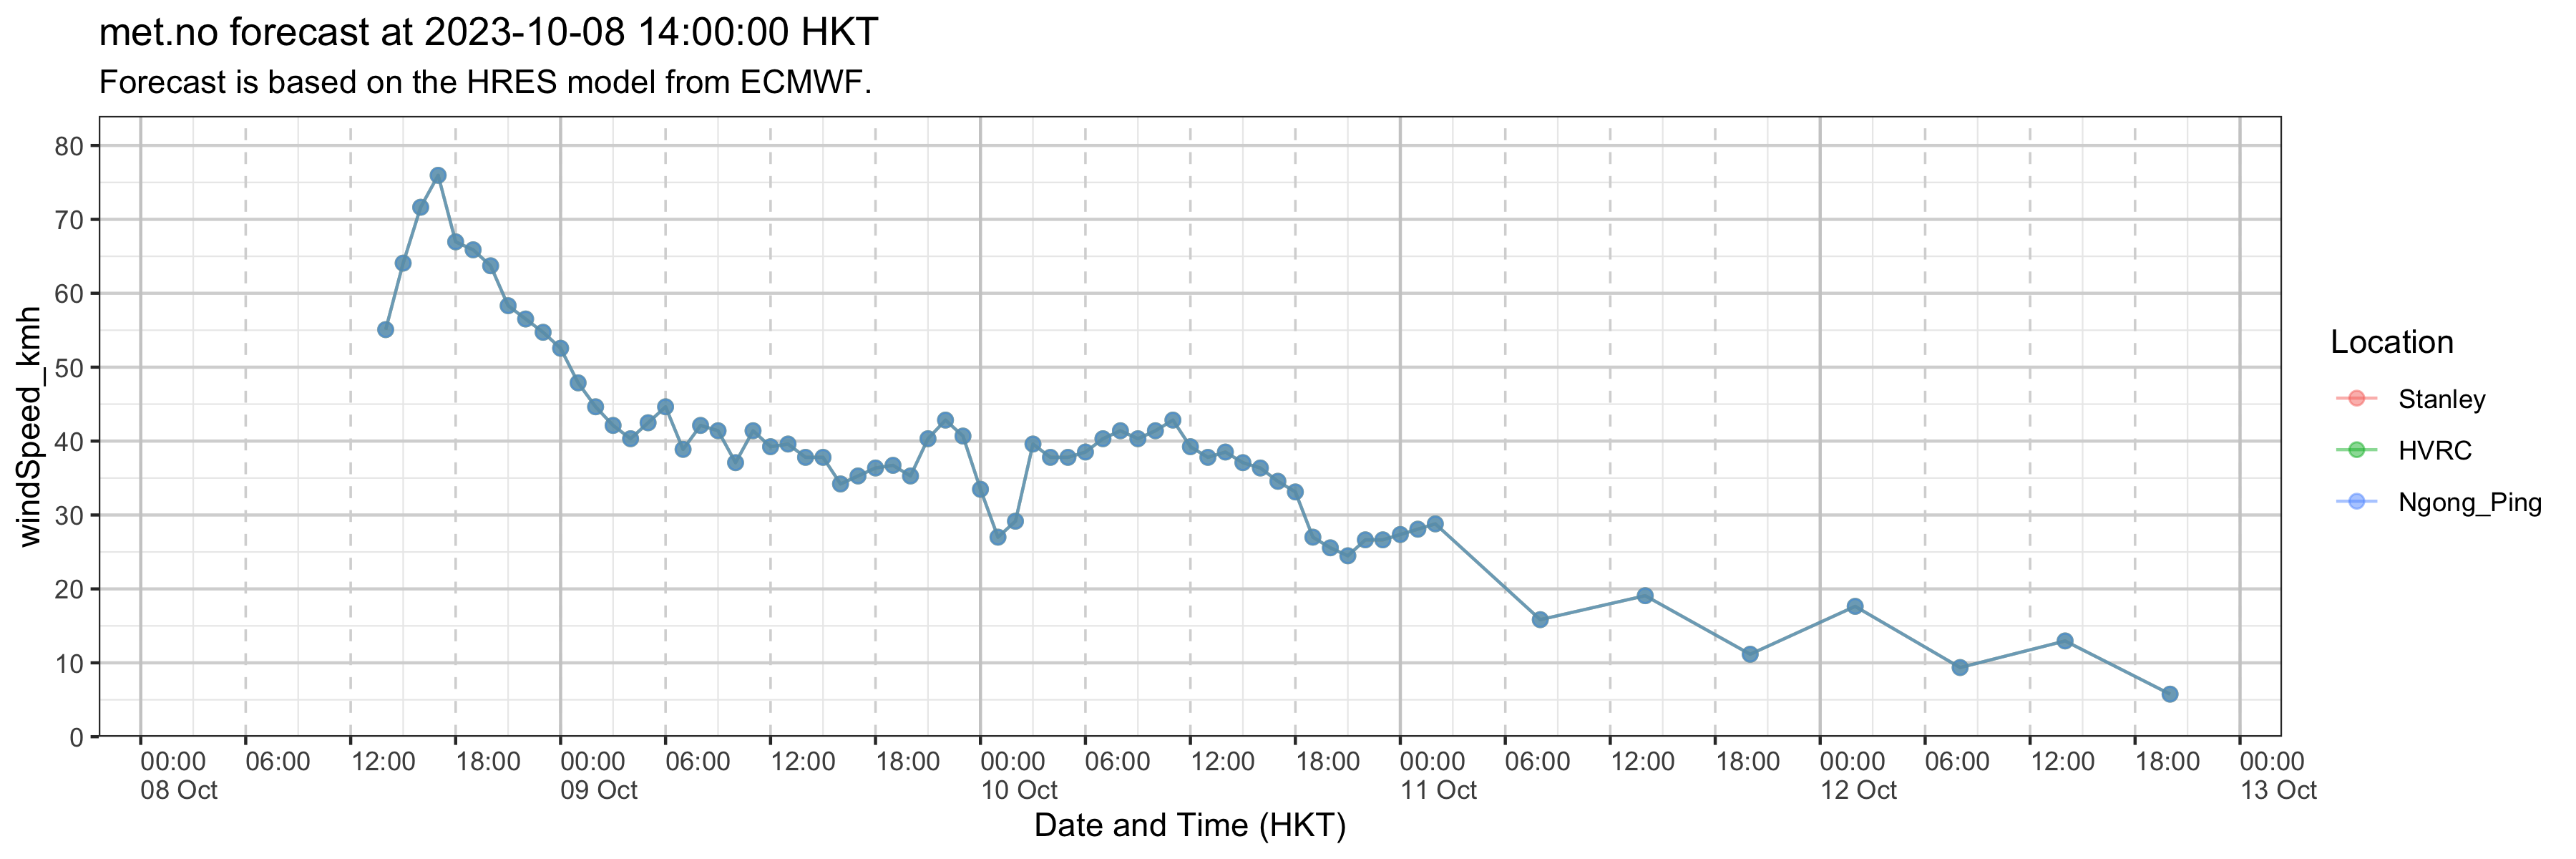 met.no forecast at 2023-10-08 14:00:00 HKT
Forecast is based on the HRES model from ECMWF.
windSpeed_kmh
80
70
60
50
40
30
20
10
0
00:00 06:00 12:00 18:00 00:00 06:00 12:00 18:00 00:00 06:00 12:00 18:00 00:00 06:00 12:00 18:00 00:00 06:00 12:00 18:00 00:00
08 Oct 09 Oct 10 Oct 11 Oct 12 Oct 13 Oct
Date and Time (HKT)
Location
Stanley
HVRC
Ngong_Ping